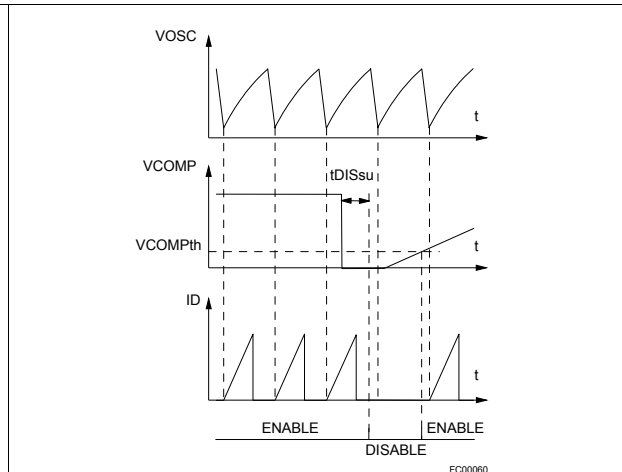 VOSC
t
VCOMP
tDISsu
VCOMPth
t
ID
t
ENABLE
ENABLE
DISABLE
FC00060